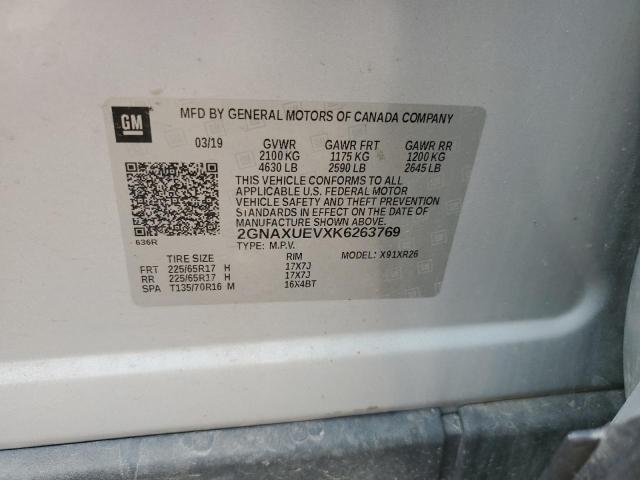 GM
MFD BY GENERAL MOTORS OF CANADA COMPANY
03/19 GVWR GAWR FRT GAWR RR
2100 KG 1175 KG 1200 KG
4630 LB 2590 LB 2645 LB
THIS VEHICLE CONFORMS TO ALL
APPLICABLE U.S. FEDERAL MOTOR
VEHICLE SAFETY AND THEFT PREVENTION
STANDARDS IN EFFECT ON THE DATE OF
MANUFACTURE SHOWN ABOVE.
636R 2GNAXUEVXK6263769
TYPE: M.P.V. MODEL: X91XR26
TIRE SIZE RIM
FRT 225/65R17 H 17X7J
RR 225/65R17 H 17X7J
SPA T135/70R16 M 16X4BT